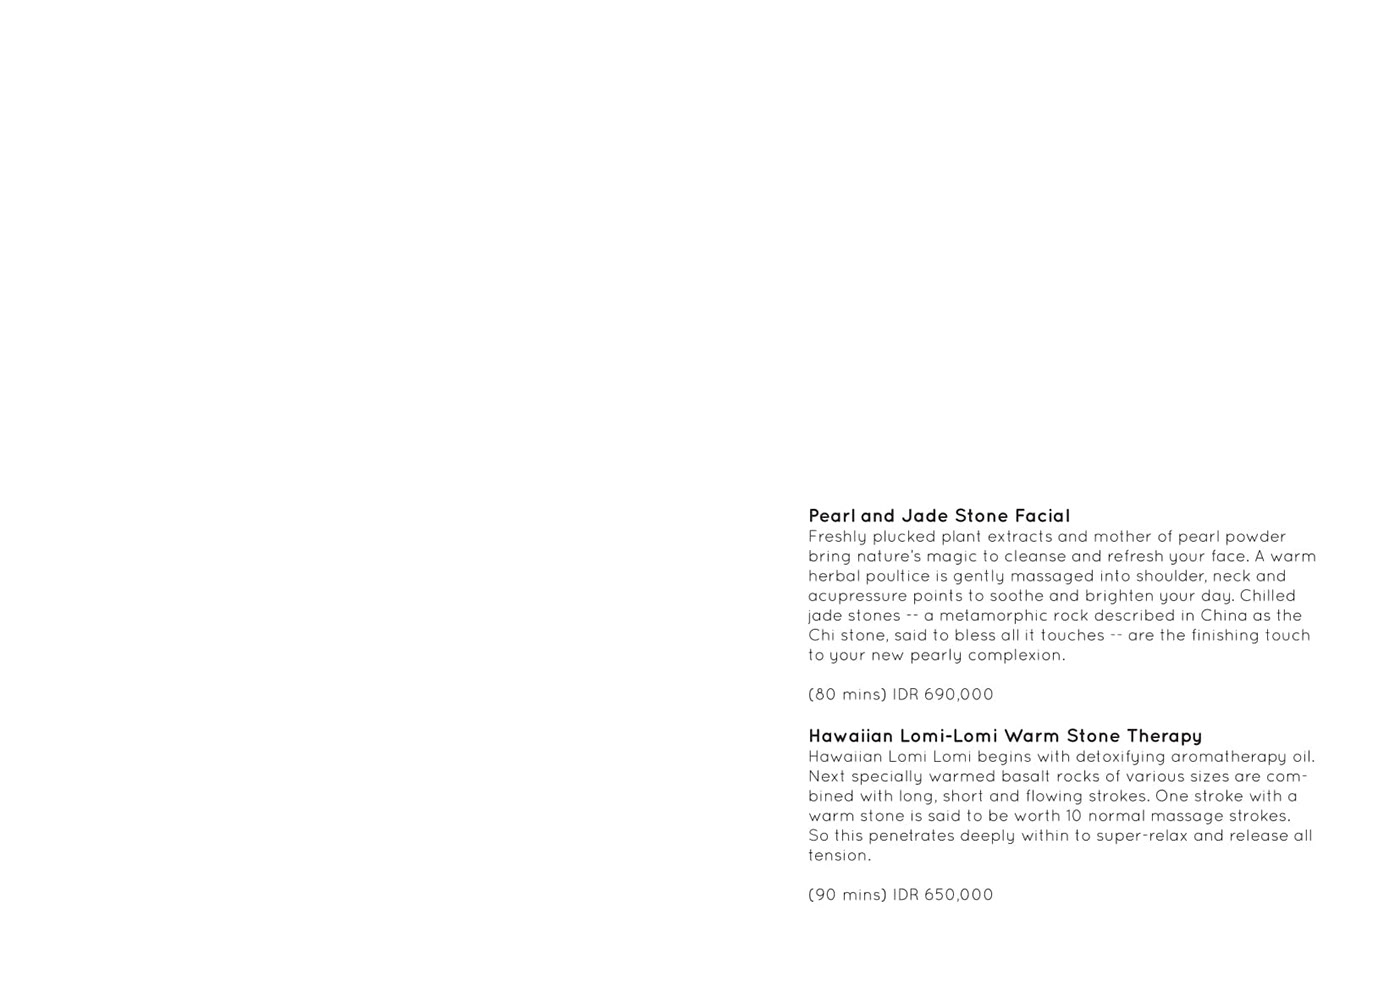 Pearl and Jade Stone Facial
Freshly plucked plant extracts and mother of pearl powder
bring nature's magic to cleanse and refresh your face. A warm
herbal poultice is gently massaged into shoulder, neck and
acupressure points to soothe and brighten your day. Chilled
jade stones -- a metamorphic rock described in China as the
Chi stone, said to bless all it touches -- are the finishing touch
to your new pearly complexion.
(80 mins) IDR 690,000
Hawaiian Lomi-Lomi Warm Stone Therapy
Hawaiian Lomi Lomi begins with detoxifying aromatherapy oil.
Next specially warmed basalt rocks of various sizes are com-
bined with long, short and flowing strokes. One stroke with a
warm stone is said to be worth 10 normal massage strokes.
So this penetrates deeply within to super-relax and release all
tension.
(90 mins) IDR 650,000